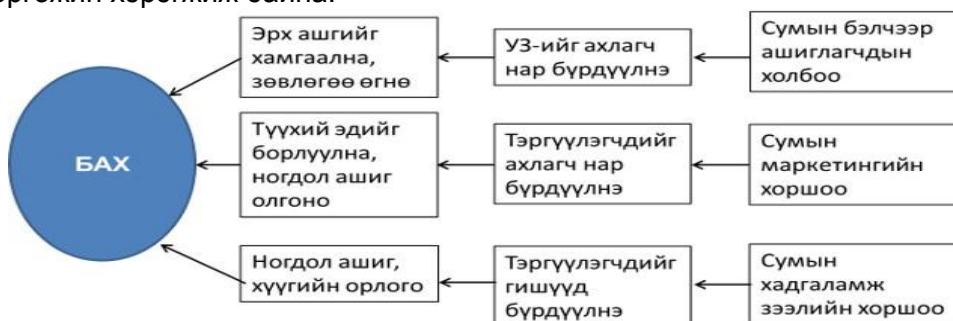 хэрэгжиж байна.
БАХ
Эрх ашгийг
хамгаална,
зөвлөгөө өгнө
УЗ-ийг ахлагч
нар бүрдүүлнэ
Сумын бэлчээр
ашиглагчдын
холбоо
Түүхий эдийг
борлуулна,
ногдол ашиг
олгоно
Тэргүүлэгчдийг
ахлагч нар
бүрдүүлнэ
Сумын
маркетингийн
хоршоо
Ногдол ашиг,
хүүгийн орлого
Тэргүүлэгчдийг
гишүүд
бүрдүүлнэ
Сумын
хадгаламж
зээлийн хоршоо